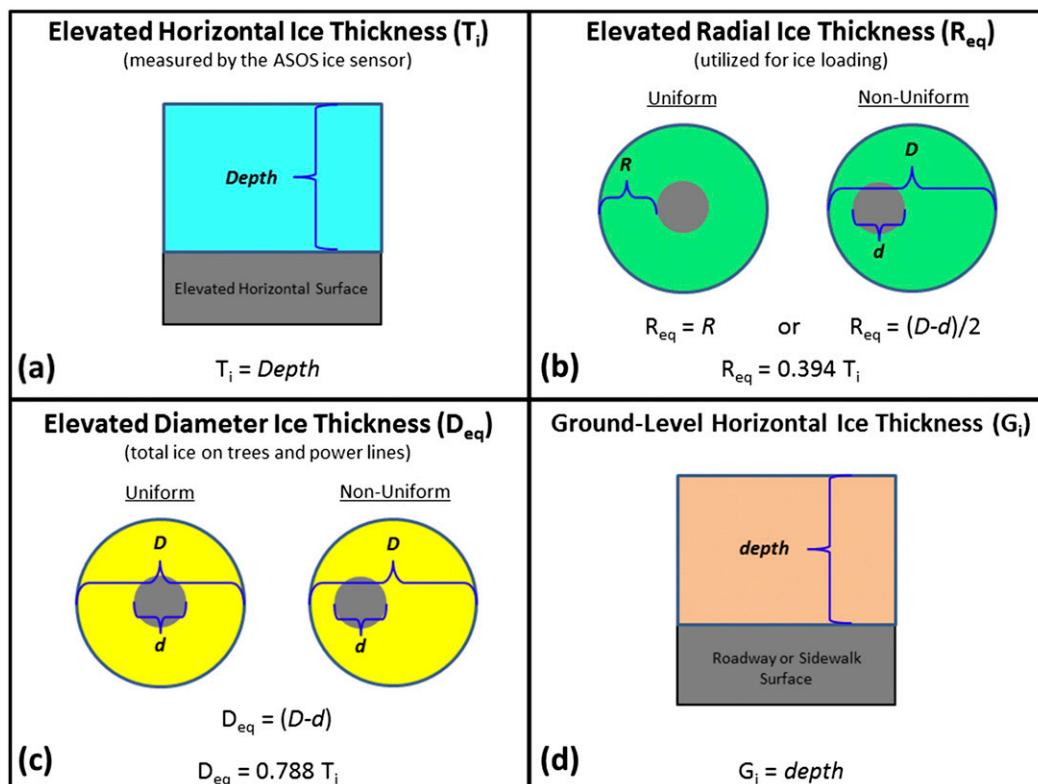 Elevated Horizontal Ice Thickness (Ti)
(measured by the ASOS ice sensor)
Depth
Elevated Horizontal Surface
(a)
Ti = Depth
Elevated Radial Ice Thickness (Req)
(utilized for ice loading)
Uniform
Non-Uniform
R
D
d
Req = R or Req = (D-d)/2
(b)
Req = 0.394 Ti
Elevated Diameter Ice Thickness (Deq)
(total ice on trees and power lines)
Uniform
Non-Uniform
D
d
D
d
Deq = (D-d)
(c)
Deq = 0.788 Ti
Ground-Level Horizontal Ice Thickness (Gi)
depth
Roadway or Sidewalk
Surface
(d)
Gi = depth